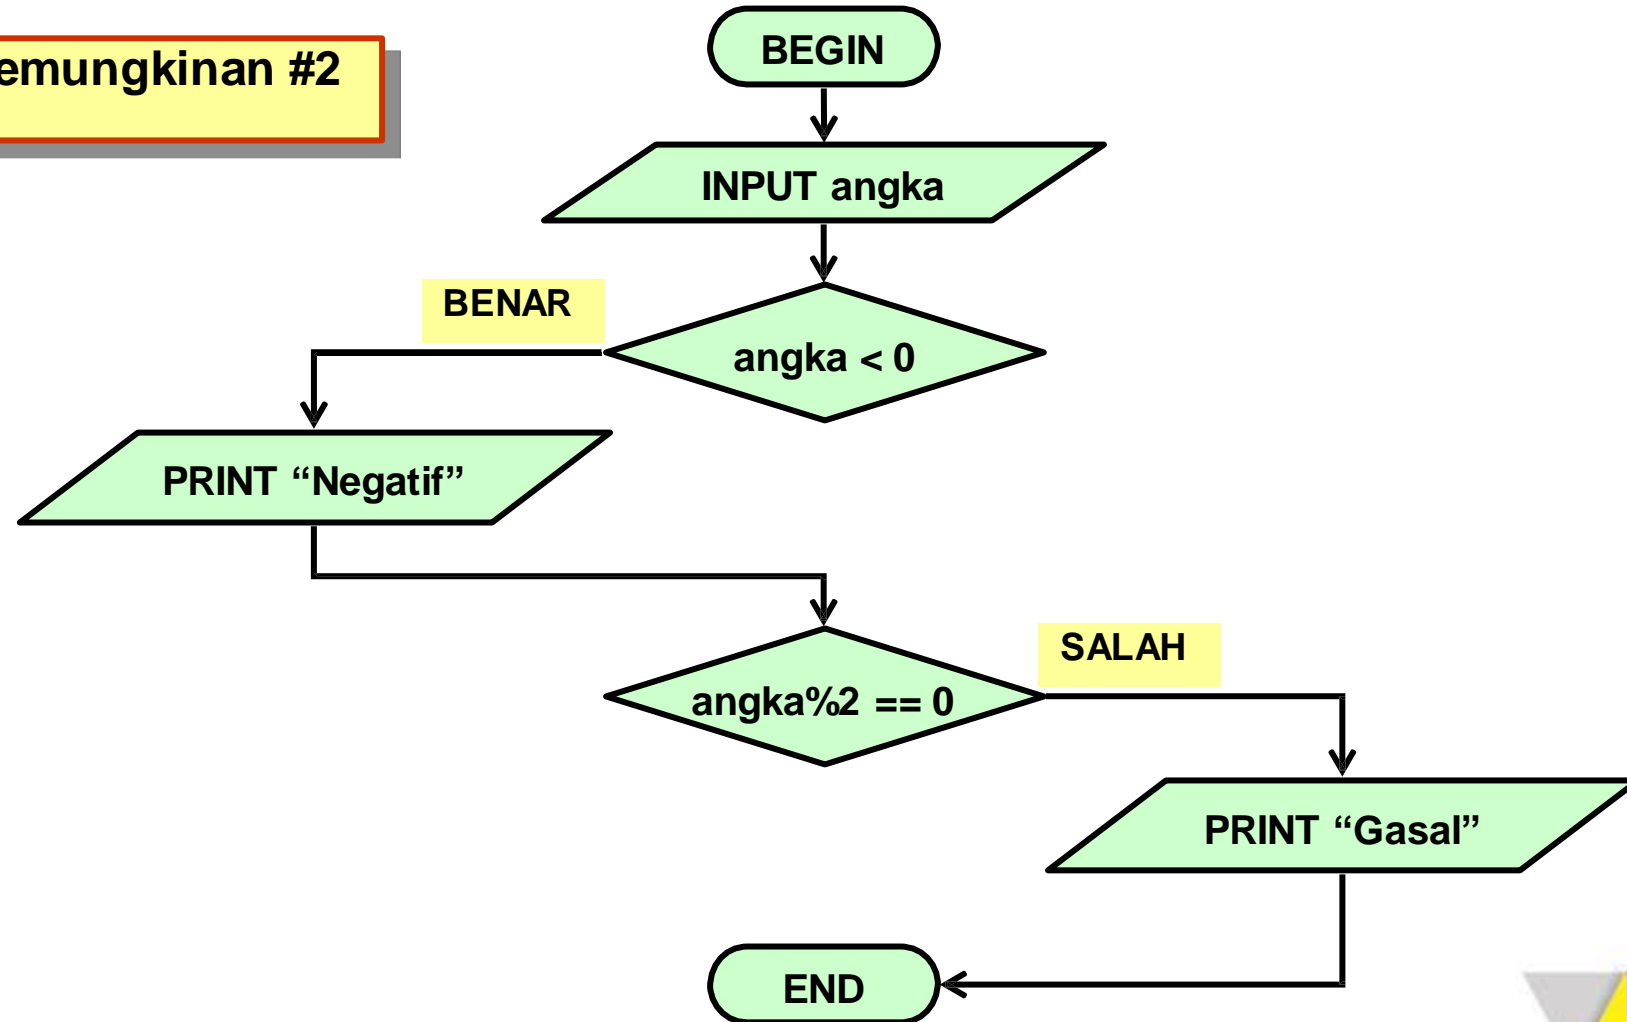 emungkinan #2
BEGIN
INPUT angka
BENAR
angka < 0
PRINT “Negatif”
SALAH
angka%2 == 0
PRINT “Gasal”
END